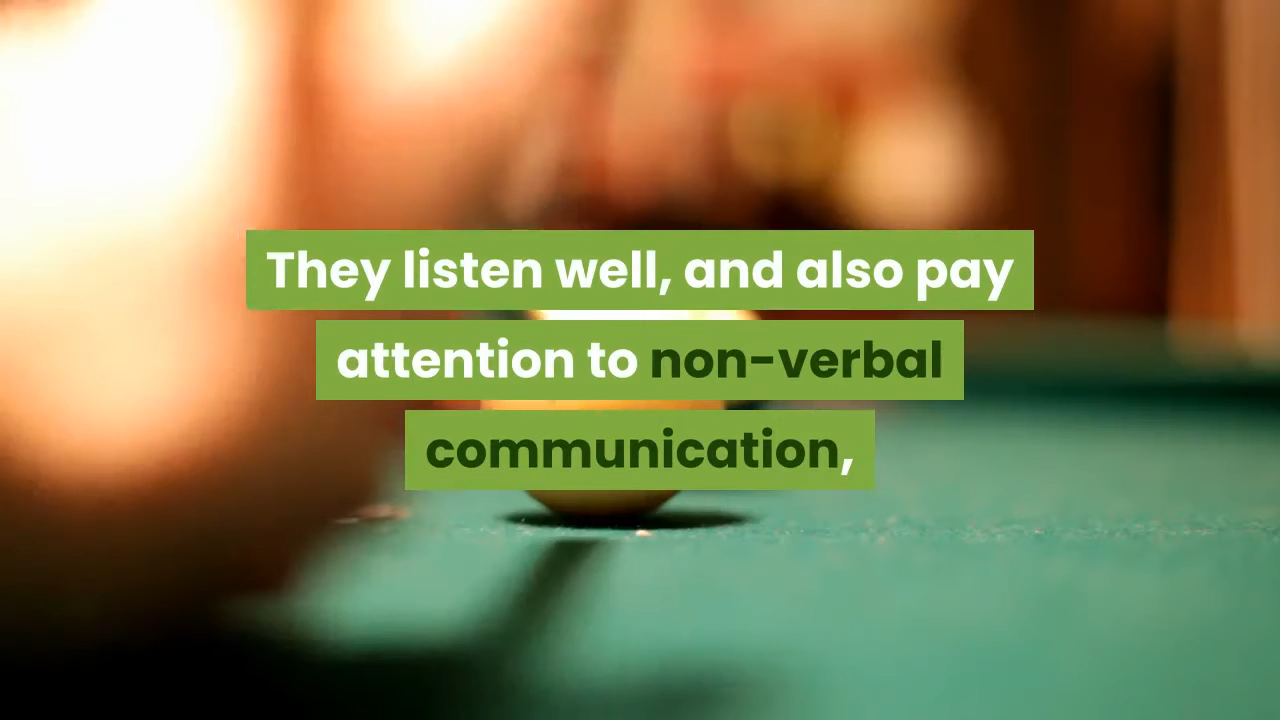 They listen well, and also pay
attention to non-verbal
communication,